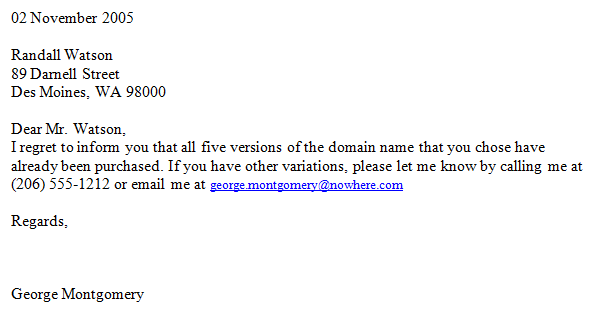 02 November 2005
Randall Watson
89 Darnell Street
Des Moines, WA 98000
Dear Mr. Watson,
I regret to inform you that all five versions of the domain name that you chose have
already been purchased. If you have other variations, please let me know by calling me at
(206) 555-1212 or email me at george.montgomery@nowhere.com
Regards,
George Montgomery